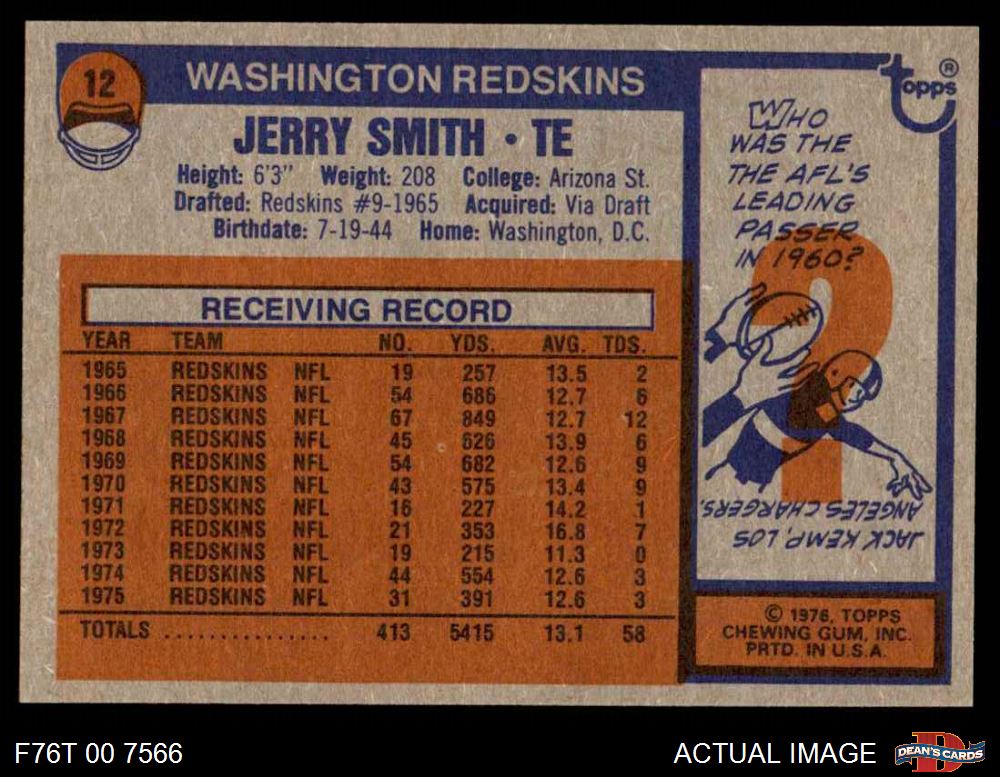 12
WASHINGTON REDSKINS
JERRY SMITH • TE
Height: 6'3" Weight: 208 College: Arizona St.
Drafted: Redskins #9-1965 Acquired: Via Draft
Birthdate: 7-19-44 Home: Washington, D.C.
RECEIVING RECORD
YEAR TEAM NO. YDS. AVG. TDS.
1965 REDSKINS NFL 19 257 13.5 2
1966 REDSKINS NFL 54 686 12.7 6
1967 REDSKINS NFL 67 849 12.7 12
1968 REDSKINS NFL 45 626 13.9 6
1969 REDSKINS NFL 54 682 12.6 9
1970 REDSKINS NFL 43 575 13.4 9
1971 REDSKINS NFL 16 227 14.2 1
1972 REDSKINS NFL 21 353 16.8 7
1973 REDSKINS NFL 19 215 11.3 0
1974 REDSKINS NFL 44 554 12.6 3
1975 REDSKINS NFL 31 391 12.6 3
TOTALS ............... 413 5415 13.1 58
Topps ®
WHO
WAS THE
THE AFL'S
LEADING
PASSER
IN 1960?
JACK KEMP, LOS
ANGELES CHARGERS.
© 1976, TOPPS
CHEWING GUM, INC.
PRTD. IN U.S.A.
F76T 00 7566
ACTUAL IMAGE
D
DEAN'S CARDS